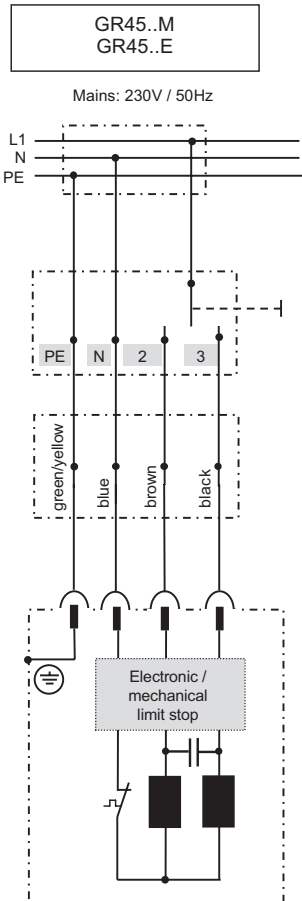 GR45..M
GR45..E
Mains: 230V / 50Hz
L1
N
PE
PE N 2 3
green/yellow
blue
brown
black
Electronic /
mechanical
limit stop